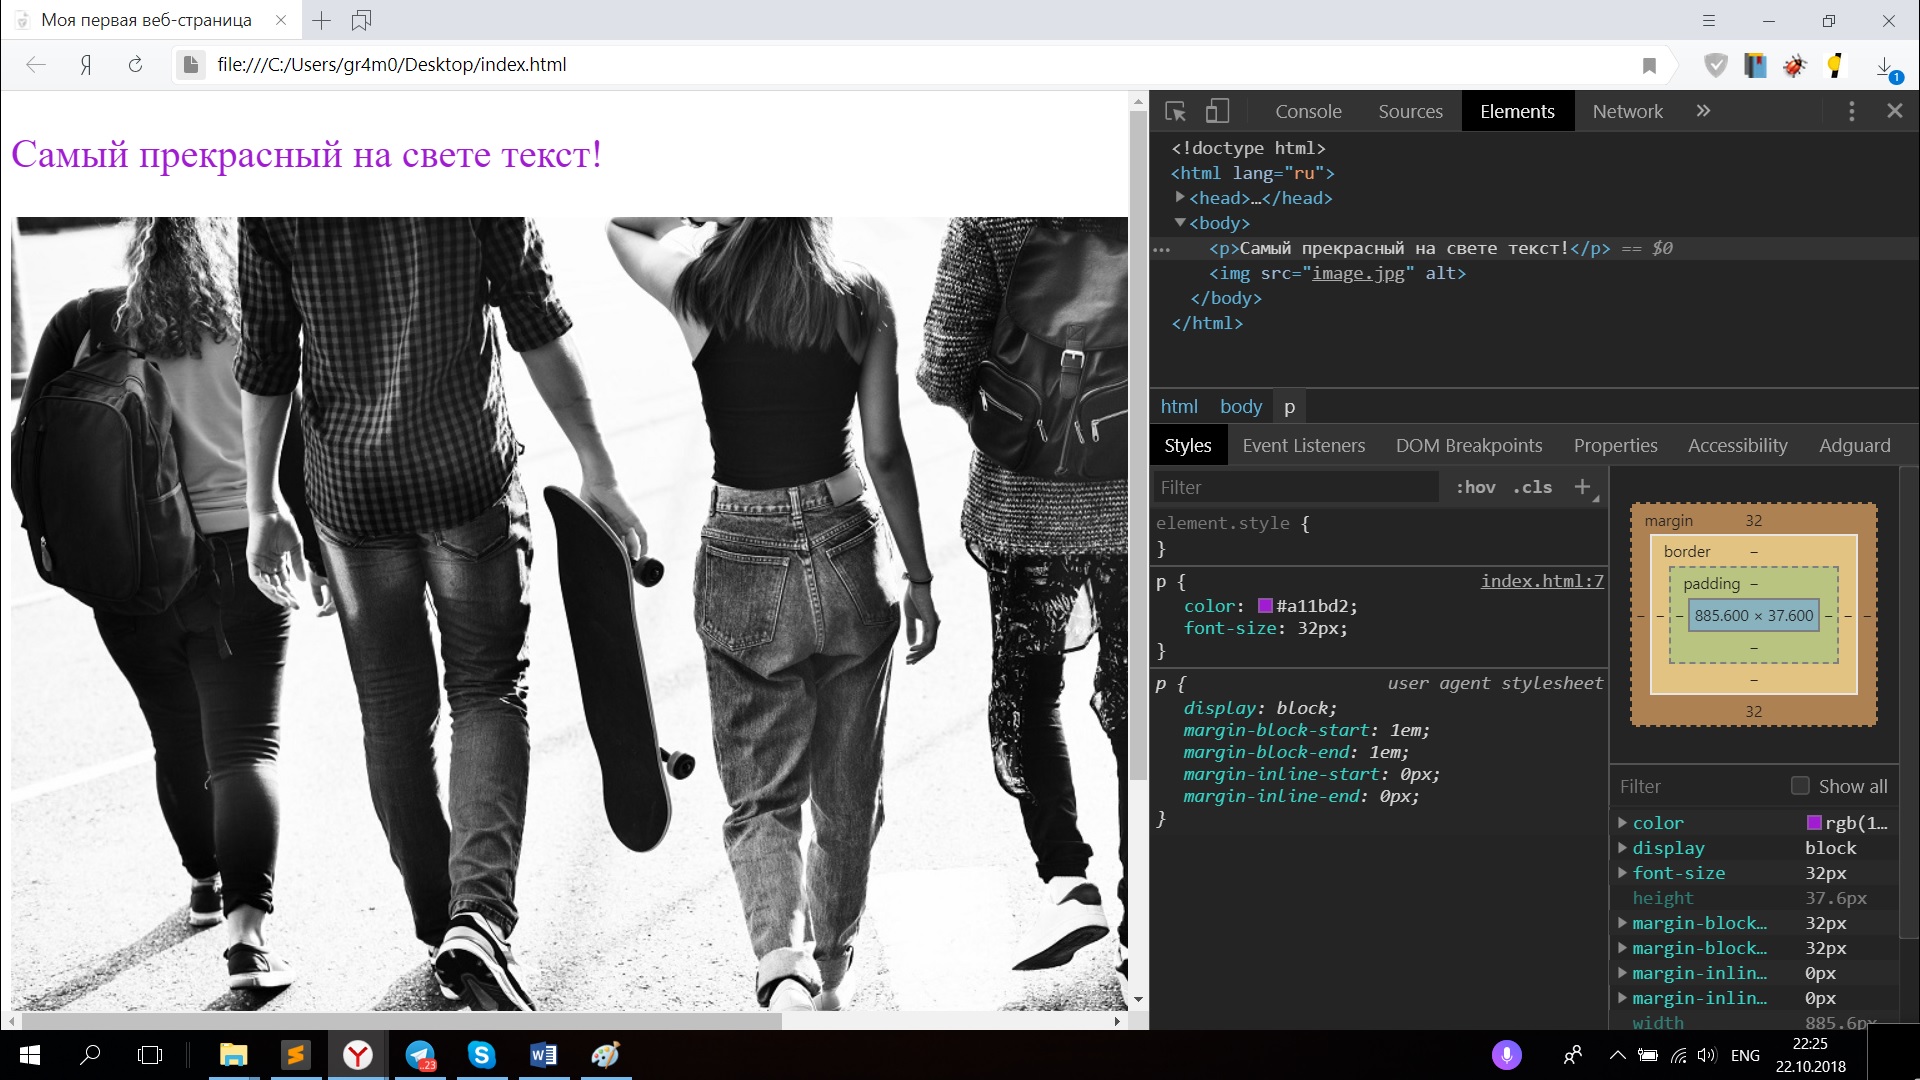 Моя первая веб-страница
file:///C:/Users/gr4m0/Desktop/index.html
1
Самый прекрасный на свете текст!
Console Sources Elements Network
<!doctype html>
<html lang="ru">
<head>…</head>
<body>
<p>Самый прекрасный на свете текст!</p> == $0
<img src="image.jpg" alt>
</body>
</html>
html body p
Styles Event Listeners DOM Breakpoints Properties Accessibility Adguard
Filter :hov .cls +
element.style {
}
p { index.html:7
color: #a11bd2;
font-size: 32px;
}
p { user agent stylesheet
display: block;
margin-block-start: 1em;
margin-block-end: 1em;
margin-inline-start: 0px;
margin-inline-end: 0px;
}
margin 32
border –
padding –
– – – 885.600 × 37.600 – – –
–
–
32
Filter Show all
color rgb(1…
display block
font-size 32px
height 37.6px
margin-block… 32px
margin-block… 32px
margin-inlin… 0px
margin-inlin… 0px
width 885.6px
..23
ENG
22:25
22.10.2018